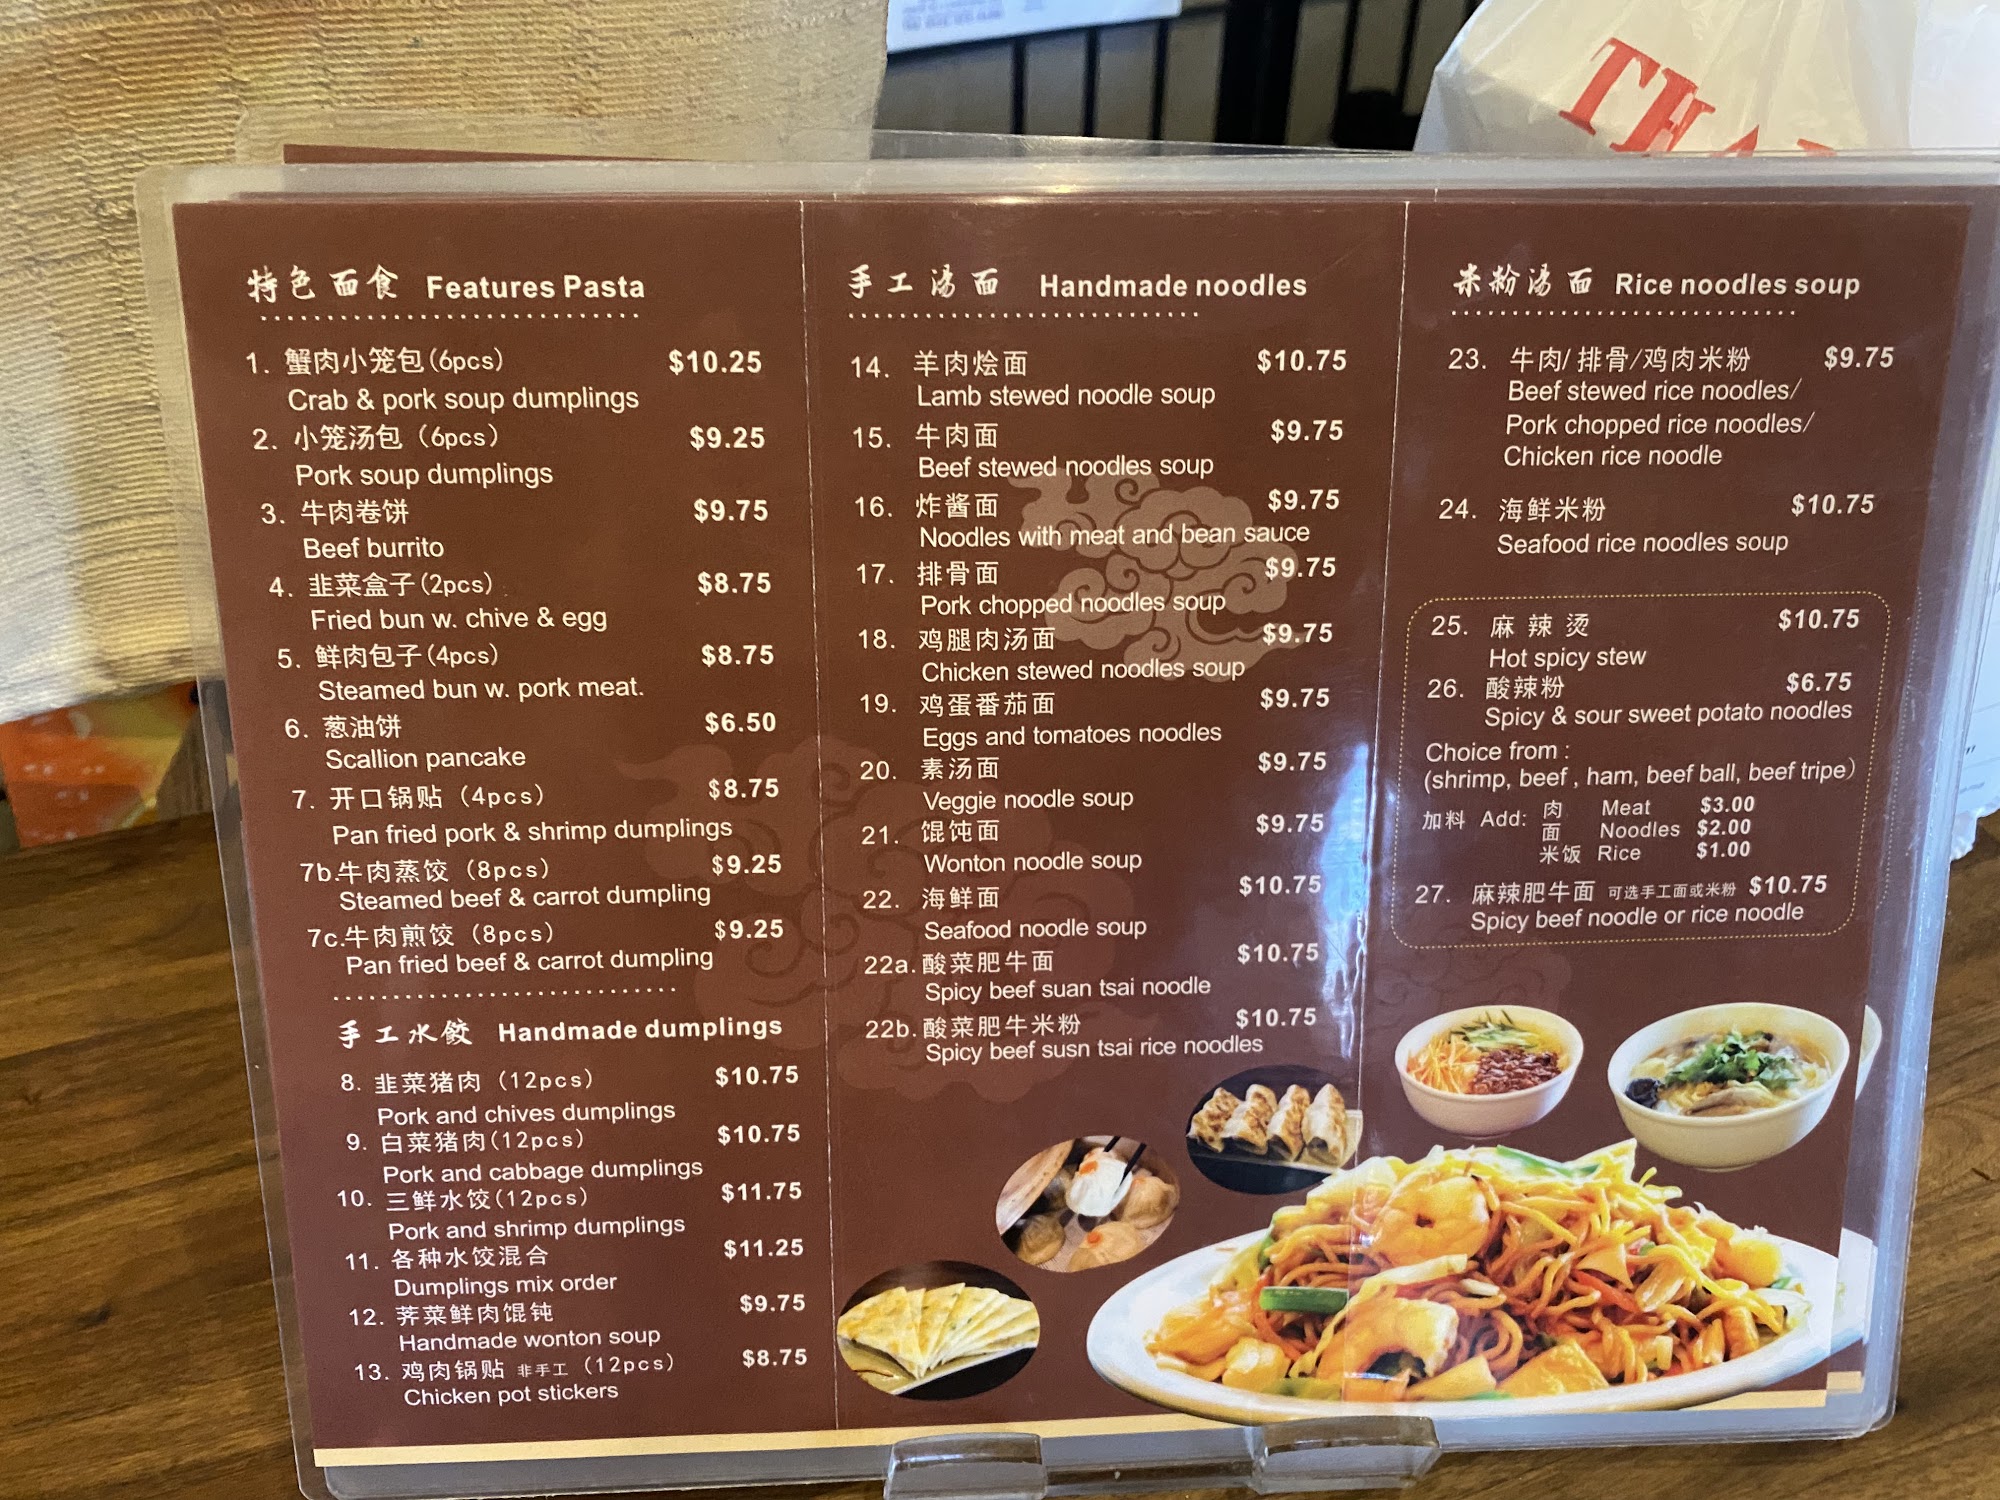 THA
特色面食 Features Pasta
1. 蟹肉小笼包(6pcs) $10.25
Crab & pork soup dumplings
2. 小笼汤包（6pcs） $9.25
Pork soup dumplings
3. 牛肉卷饼 $9.75
Beef burrito
4. 韭菜盒子(2pcs) $8.75
Fried bun w. chive & egg
5. 鲜肉包子(4pcs) $8.75
Steamed bun w. pork meat.
6. 葱油饼 $6.50
Scallion pancake
7. 开口锅贴（4pcs） $8.75
Pan fried pork & shrimp dumplings
7b.牛肉蒸饺（8pcs） $9.25
Steamed beef & carrot dumpling
7c.牛肉煎饺（8pcs） $9.25
Pan fried beef & carrot dumpling
手工水餃 Handmade dumplings
8. 韭菜猪肉（12pcs） $10.75
Pork and chives dumplings
9. 白菜猪肉(12pcs) $10.75
Pork and cabbage dumplings
10. 三鲜水饺(12pcs) $11.75
Pork and shrimp dumplings
11. 各种水饺混合 $11.25
Dumplings mix order
12. 荠菜鲜肉馄饨 $9.75
Handmade wonton soup
13. 鸡肉锅贴 非手工（12pcs） $8.75
Chicken pot stickers
手工汤面 Handmade noodles
14. 羊肉烩面 $10.75
Lamb stewed noodle soup
15. 牛肉面 $9.75
Beef stewed noodles soup
16. 炸酱面 $9.75
Noodles with meat and bean sauce
17. 排骨面 $9.75
Pork chopped noodles soup
18. 鸡腿肉汤面 $9.75
Chicken stewed noodles soup
19. 鸡蛋番茄面 $9.75
Eggs and tomatoes noodles
20. 素汤面 $9.75
Veggie noodle soup
21. 馄饨面 $9.75
Wonton noodle soup
22. 海鲜面 $10.75
Seafood noodle soup
22a.酸菜肥牛面 $10.75
Spicy beef suan tsai noodle
22b.酸菜肥牛米粉 $10.75
Spicy beef susn tsai rice noodles
米粉汤面 Rice noodles soup
23. 牛肉/排骨/鸡肉米粉 $9.75
Beef stewed rice noodles/
Pork chopped rice noodles/
Chicken rice noodle
24. 海鲜米粉 $10.75
Seafood rice noodles soup
25. 麻 辣 烫 $10.75
Hot spicy stew
26. 酸辣粉 $6.75
Spicy & sour sweet potato noodles
Choice from :
(shrimp, beef , ham, beef ball, beef tripe)
加料 Add: 肉 Meat $3.00
面 Noodles $2.00
米饭 Rice $1.00
27. 麻辣肥牛面 可选手工面或米粉 $10.75
Spicy beef noodle or rice noodle